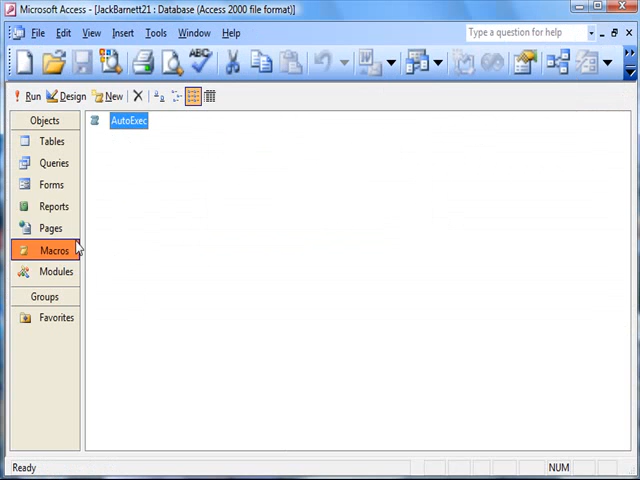 Microsoft Access - [JackBarnett21 : Database (Access 2000 file format)]
File Edit View Insert Tools Window Help
Type a question for help
ABC
Run Design New
Objects
AutoExec
Tables
Queries
Forms
Reports
Pages
Macros
Modules
Groups
Favorites
Ready
NUM